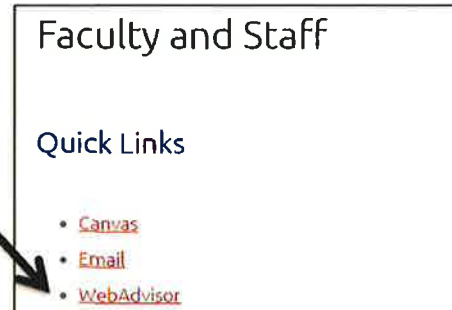 Faculty and Staff
Quick Links
• Canvas
• Email
• WebAdvisor